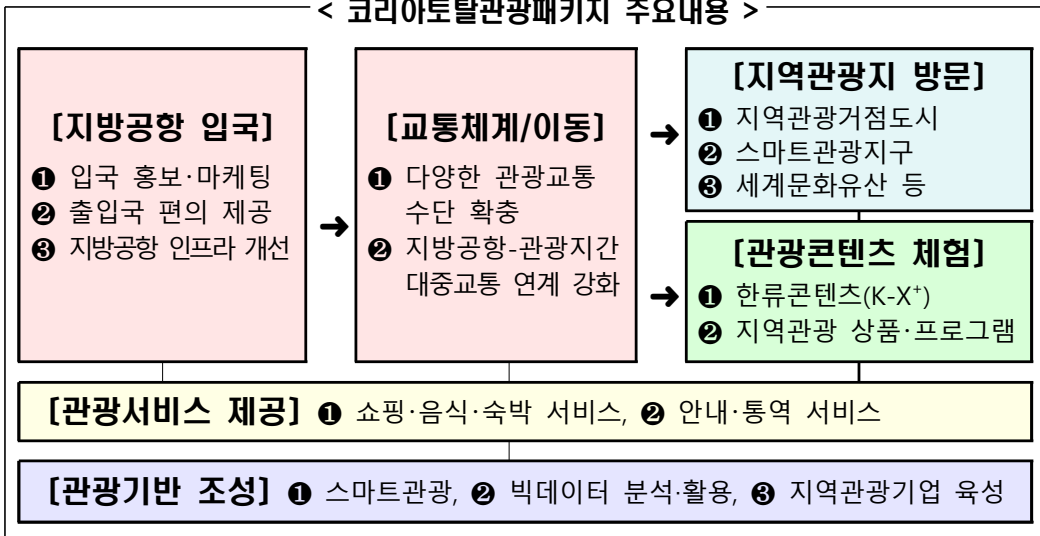 < 코리아토탈관광패키지 주요내용 >
[지방공항 입국]
❶ 입국 홍보·마케팅
❷ 출입국 편의 제공
❸ 지방공항 인프라 개선
➜
[교통체계/이동]
❶ 다양한 관광교통
수단 확충
❷ 지방공항-관광지간
대중교통 연계 강화
➜
[지역관광지 방문]
❶ 지역관광거점도시
❷ 스마트관광지구
❸ 세계문화유산 등
➜
[관광콘텐츠 체험]
❶ 한류콘텐츠(K-X⁺)
❷ 지역관광 상품·프로그램
[관광서비스 제공] ❶ 쇼핑·음식·숙박 서비스, ❷ 안내·통역 서비스
[관광기반 조성] ❶ 스마트관광, ❷ 빅데이터 분석·활용, ❸ 지역관광기업 육성